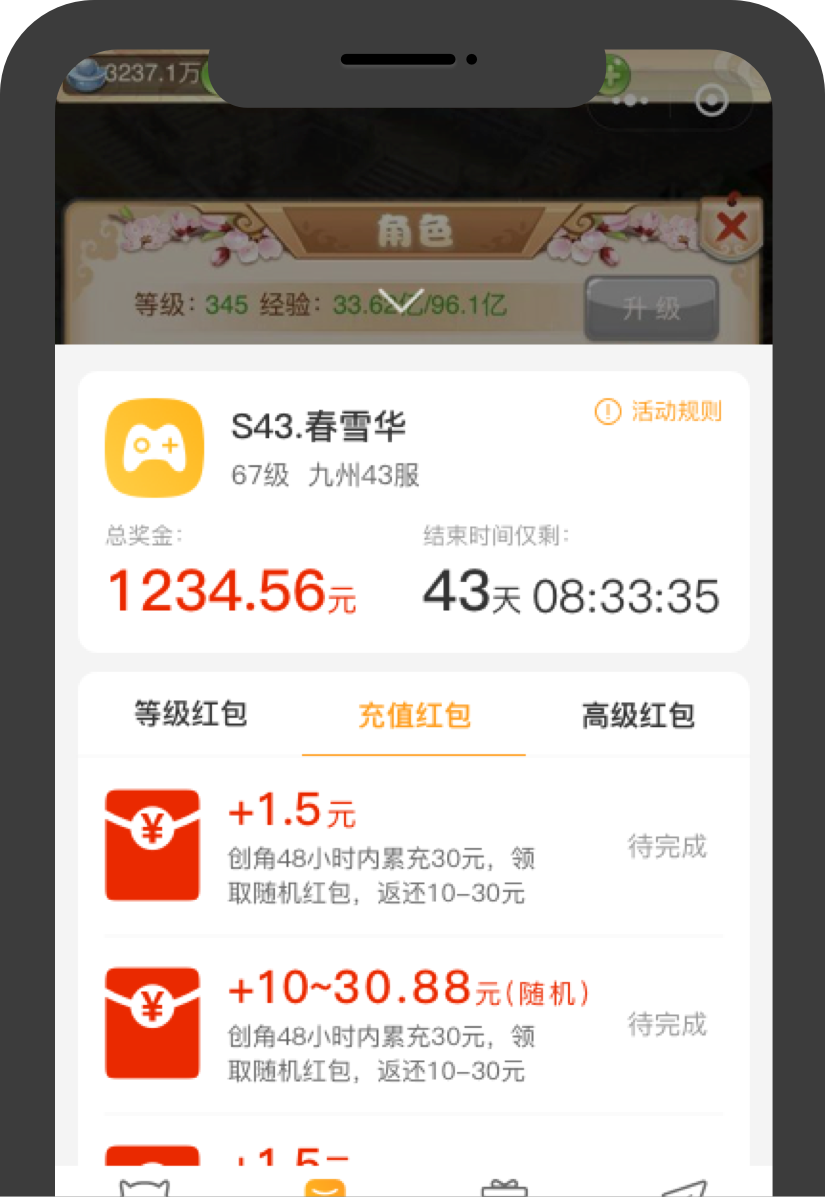 3237.1万
角色
等级：345 经验：33.62亿/96.1亿
升级
S43.春雪华
活动规则
67级 九州43服
总奖金：
结束时间仅剩：
1234.56元
43天 08:33:35
等级红包
充值红包
高级红包
+1.5元
创角48小时内累充30元，领
取随机红包，返还10-30元
待完成
+10~30.88元(随机)
创角48小时内累充30元，领
取随机红包，返还10-30元
待完成